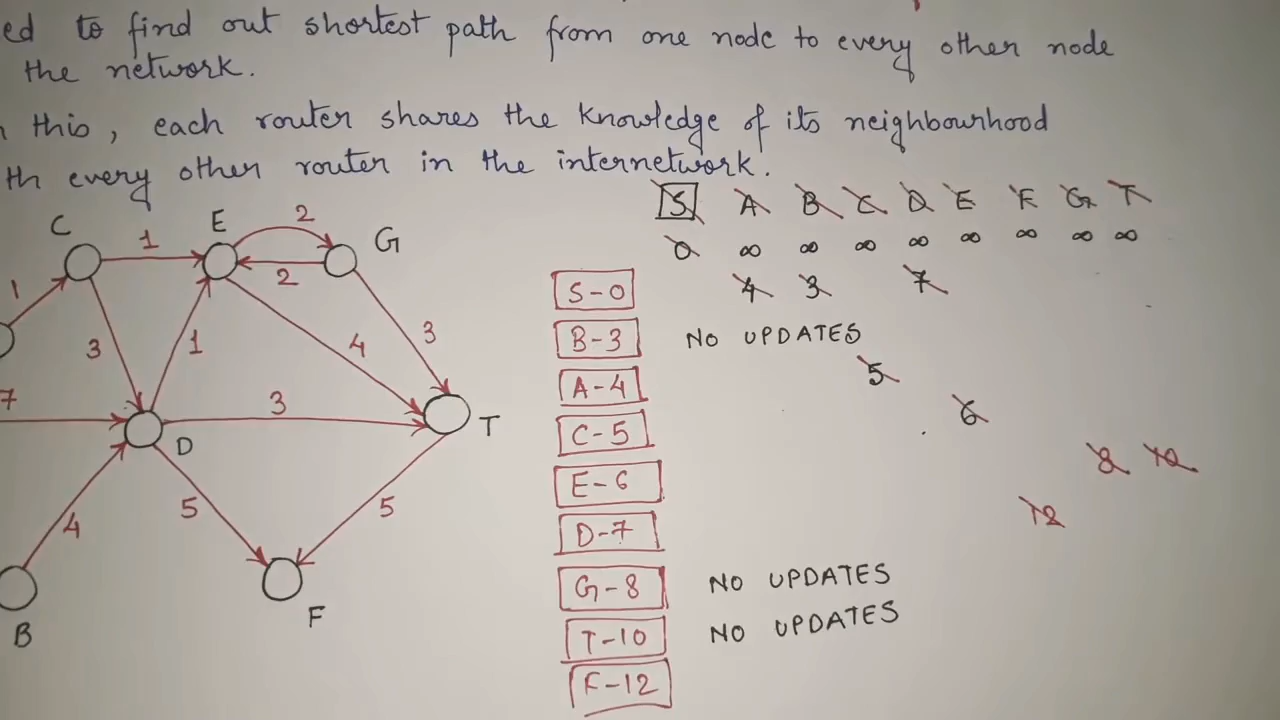 ed to find out shortest path from one node to every other node
the network.
this, each router shares the knowledge of its neighbourhood
th every other router in the internetwork.
S A B C D E F G T
0 ∞ ∞ ∞ ∞ ∞ ∞ ∞ ∞
4 3 7
C 1 E 2 G
2
1
3 1 4 3
7
3
D T
4 5 5
B F
S-0
B-3 NO UPDATES
A-4
5
C-5
6
E-6
8 10
D-7
12
G-8 NO UPDATES
T-10 NO UPDATES
F-12